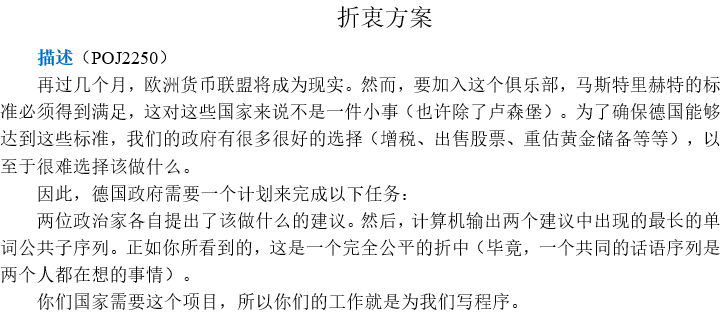 折衷方案
描述（POJ2250）
再过几个月，欧洲货币联盟将成为现实。然而，要加入这个俱乐部，马斯特里赫特的标
准必须得到满足，这对这些国家来说不是一件小事（也许除了卢森堡）。为了确保德国能够
达到这些标准，我们的政府有很多很好的选择（增税、出售股票、重估黄金储备等等），以
至于很难选择该做什么。
因此，德国政府需要一个计划来完成以下任务：
两位政治家各自提出了该做什么的建议。然后，计算机输出两个建议中出现的最长的单
词公共子序列。正如你所看到的，这是一个完全公平的折中（毕竟，一个共同的话语序列是
两个人都在想的事情）。
你们国家需要这个项目，所以你们的工作就是为我们写程序。